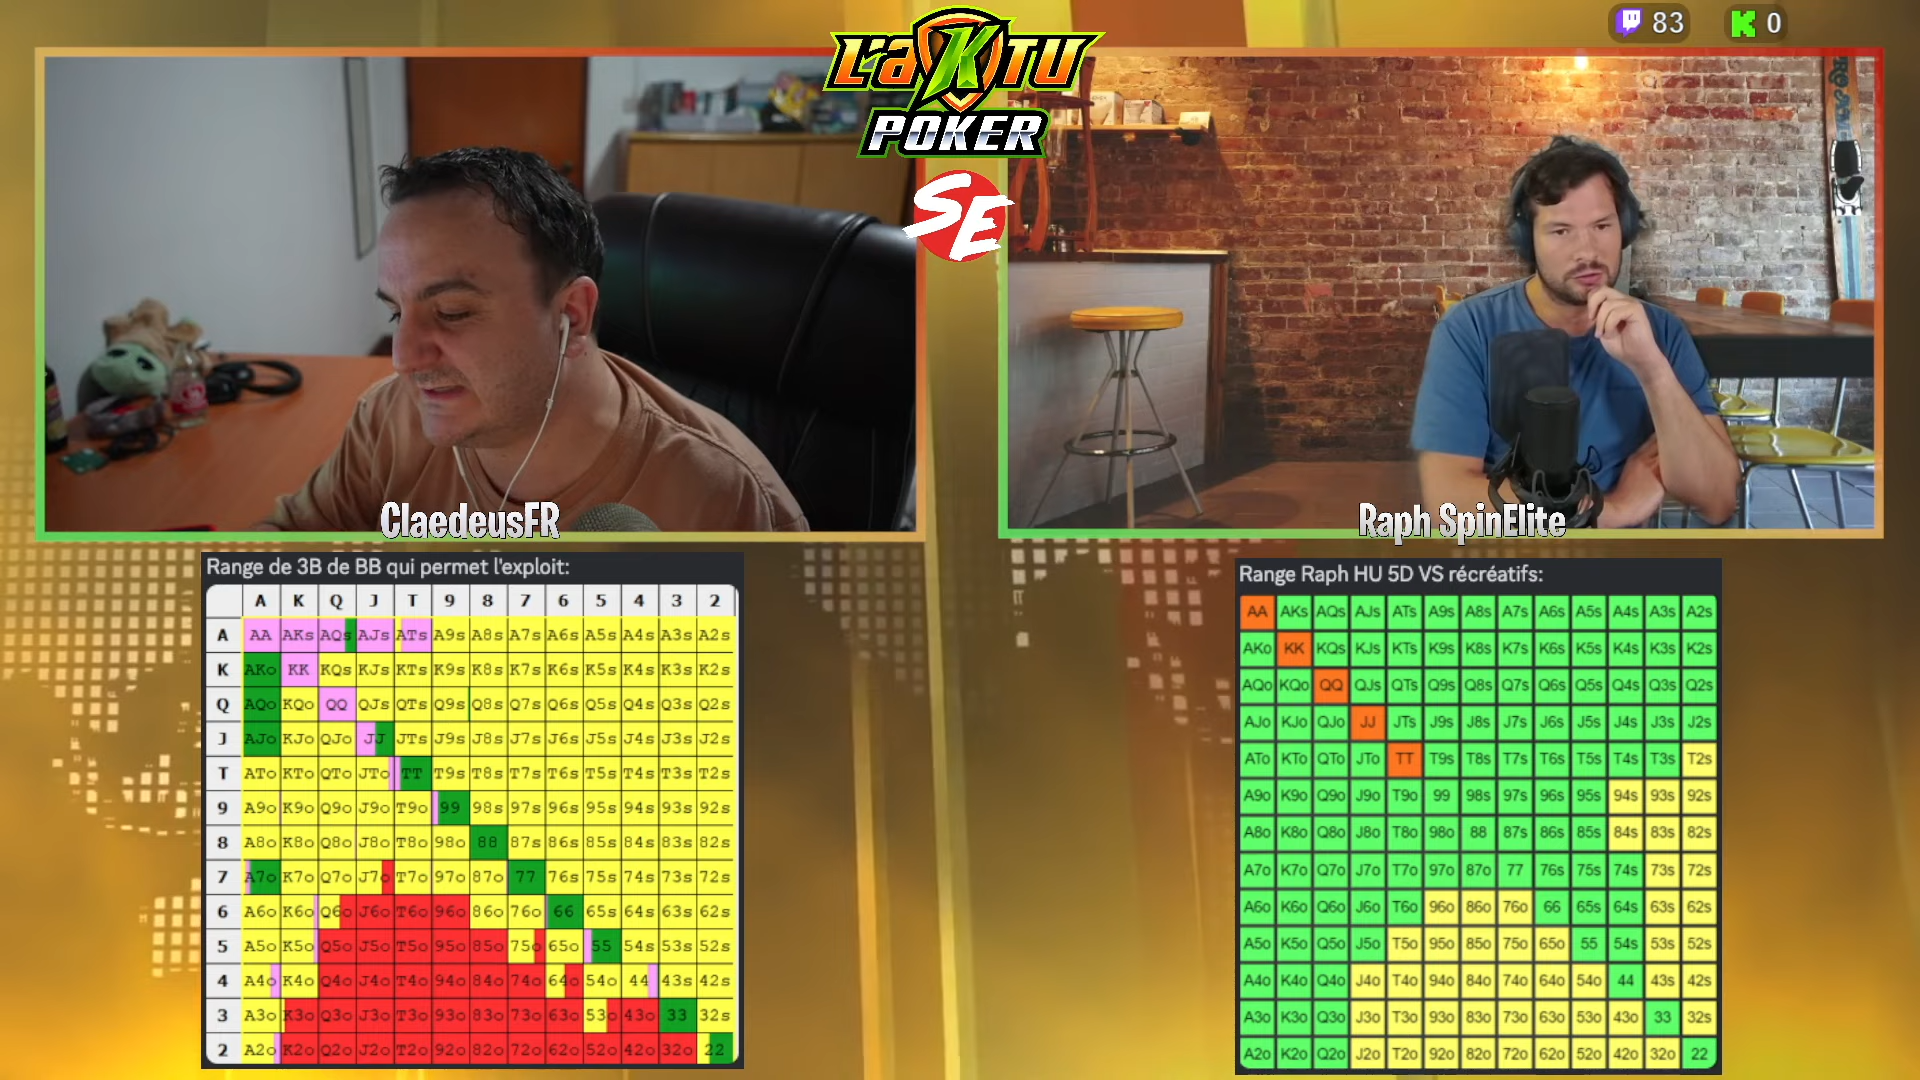 L'aKTU
POKER
SE
83
K 0
ClaedeusFR
Raph SpinElite
Range de 3B de BB qui permet l'exploit:
A K Q J T 9 8 7 6 5 4 3 2
A AA AKs AQs AJs ATs A9s A8s A7s A6s A5s A4s A3s A2s
K AKo KK KQs KJs KTs K9s K8s K7s K6s K5s K4s K3s K2s
Q AQo KQo QQ QJs QTs Q9s Q8s Q7s Q6s Q5s Q4s Q3s Q2s
J AJo KJo QJo JJ JTs J9s J8s J7s J6s J5s J4s J3s J2s
T ATo KTo QTo JTo TT T9s T8s T7s T6s T5s T4s T3s T2s
9 A9o K9o Q9o J9o T9o 99 98s 97s 96s 95s 94s 93s 92s
8 A8o K8o Q8o J8o T8o 98o 88 87s 86s 85s 84s 83s 82s
7 A7o K7o Q7o J7o T7o 97o 87o 77 76s 75s 74s 73s 72s
6 A6o K6o Q6o J6o T6o 96o 86o 76o 66 65s 64s 63s 62s
5 A5o K5o Q5o J5o T5o 95o 85o 75o 65o 55 54s 53s 52s
4 A4o K4o Q4o J4o T4o 94o 84o 74o 64o 54o 44 43s 42s
3 A3o K3o Q3o J3o T3o 93o 83o 73o 63o 53o 43o 33 32s
2 A2o K2o Q2o J2o T2o 92o 82o 72o 62o 52o 42o 32o 22
Range Raph HU 5D VS récréatifs:
AA AKs AQs AJs ATs A9s A8s A7s A6s A5s A4s A3s A2s
AKo KK KQs KJs KTs K9s K8s K7s K6s K5s K4s K3s K2s
AQo KQo QQ QJs QTs Q9s Q8s Q7s Q6s Q5s Q4s Q3s Q2s
AJo KJo QJo JJ JTs J9s J8s J7s J6s J5s J4s J3s J2s
ATo KTo QTo JTo TT T9s T8s T7s T6s T5s T4s T3s T2s
A9o K9o Q9o J9o T9o 99 98s 97s 96s 95s 94s 93s 92s
A8o K8o Q8o J8o T8o 98o 88 87s 86s 85s 84s 83s 82s
A7o K7o Q7o J7o T7o 97o 87o 77 76s 75s 74s 73s 72s
A6o K6o Q6o J6o T6o 96o 86o 76o 66 65s 64s 63s 62s
A5o K5o Q5o J5o T5o 95o 85o 75o 65o 55 54s 53s 52s
A4o K4o Q4o J4o T4o 94o 84o 74o 64o 54o 44 43s 42s
A3o K3o Q3o J3o T3o 93o 83o 73o 63o 53o 43o 33 32s
A2o K2o Q2o J2o T2o 92o 82o 72o 62o 52o 42o 32o 22